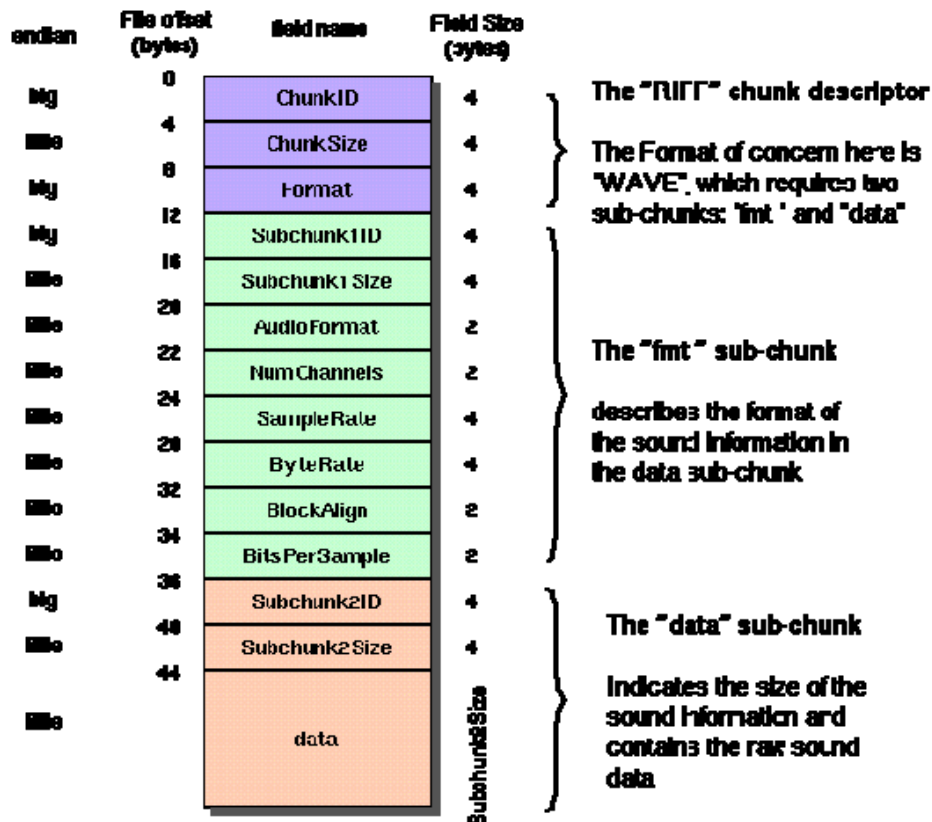 endian File offset (bytes) field name Field Size (bytes)
0
big ChunkID 4
4
little ChunkSize 4
8
big Format 4
12
big Subchunk1ID 4
16
little Subchunk1Size 4
20
little AudioFormat 2
22
little NumChannels 2
24
little SampleRate 4
28
little ByteRate 4
32
little BlockAlign 2
34
little BitsPerSample 2
36
big Subchunk2ID 4
40
little Subchunk2Size 4
44
little data Subchunk2Size
The "RIFF" chunk descriptor
The Format of concern here is
"WAVE", which requires two
sub-chunks: "fmt " and "data"
The "fmt " sub-chunk
describes the format of
the sound information in
the data sub-chunk
The "data" sub-chunk
Indicates the size of the
sound information and
contains the raw sound
data